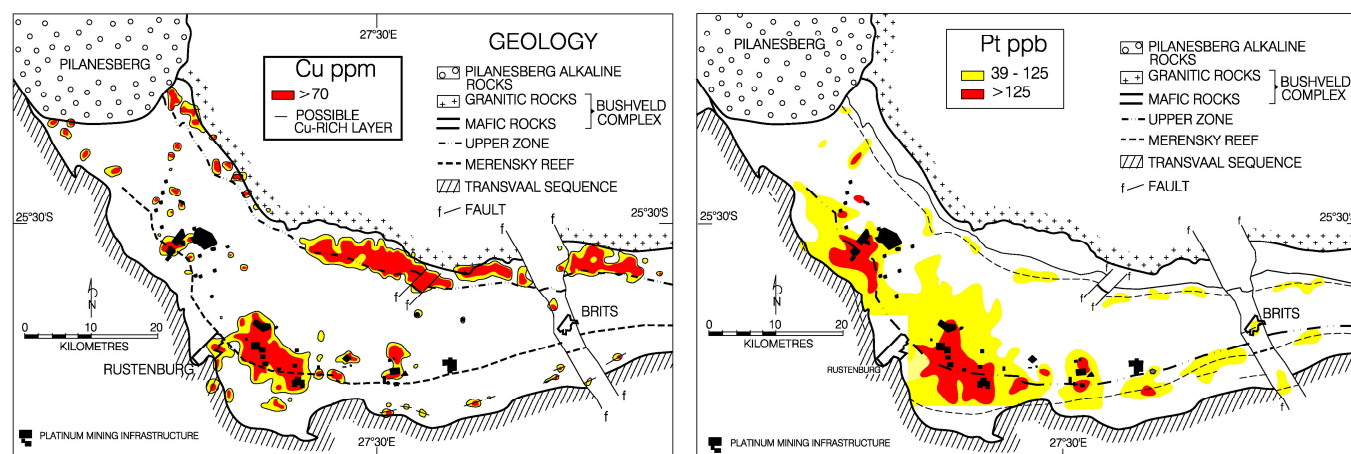 27°30'E
PILANESBERG
Cu ppm
>70
POSSIBLE
Cu-RICH LAYER
GEOLOGY
PILANESBERG ALKALINE
ROCKS
GRANITIC ROCKS
MAFIC ROCKS
BUSHVELD
COMPLEX
UPPER ZONE
MERENSKY REEF
TRANSVAAL SEQUENCE
f FAULT
25°30'S
25°30'S
f
f
f
f
N
0 10 20
KILOMETRES
BRITS
RUSTENBURG
f
f
PLATINUM MINING INFRASTRUCTURE
27°30'E
PILANESBERG
Pt ppb
39 - 125
>125
PILANESBERG ALKALINE
ROCKS
GRANITIC ROCKS
MAFIC ROCKS
BUSHVELD
COMPLEX
UPPER ZONE
MERENSKY REEF
TRANSVAAL SEQUENCE
f FAULT
25°30'S
25°30'S
f
f
f
f
N
0 10 20
KILOMETRES
BRITS
RUSTENBURG
f
f
PLATINUM MINING INFRASTRUCTURE
27°30'E